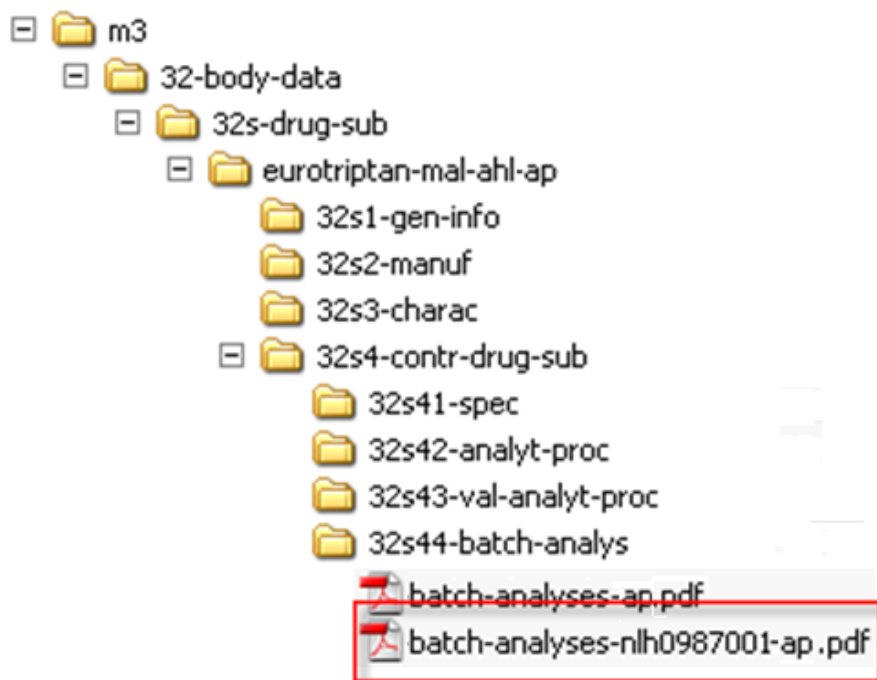 m3
32-body-data
32s-drug-sub
eurotriptan-mal-ahl-ap
32s1-gen-info
32s2-manuf
32s3-charac
32s4-contr-drug-sub
32s41-spec
32s42-analyt-proc
32s43-val-analyt-proc
32s44-batch-analys
batch-analyses-ap.pdf
batch-analyses-nlh0987001-ap.pdf